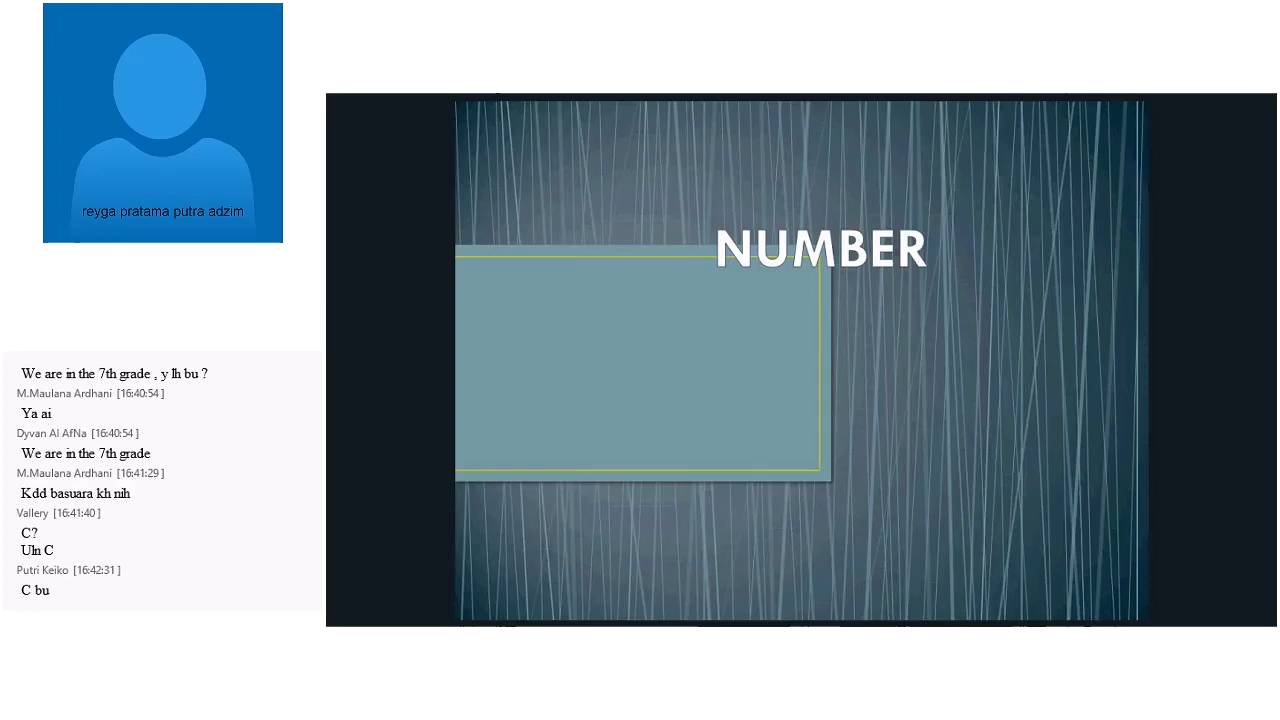 reyga pratama putra adzim
NUMBER
We are in the 7th grade , y lh bu ?
M.Maulana Ardhani [16:40:54]
Ya ai
Dyvan Al AfNa [16:40:54]
We are in the 7th grade
M.Maulana Ardhani [16:41:29]
Kdd basuara kh nih
Vallery [16:41:40]
C?
Uln C
Putri Keiko [16:42:31]
C bu